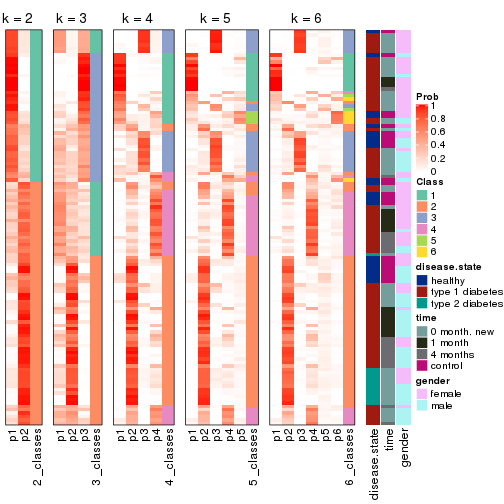 k = 2
k = 3
k = 4
k = 5
k = 6
p1
p2
2_classes
p1
p2
p3
3_classes
p1
p2
p3
p4
4_classes
p1
p2
p3
p4
p5
5_classes
p1
p2
p3
p4
p5
p6
6_classes
disease.state
time
gender
Prob
1
0.8
0.6
0.4
0.2
0
Class
1
2
3
4
5
6
disease.state
healthy
type 1 diabetes
type 2 diabetes
time
0 month. new
1 month
4 months
control
gender
female
male